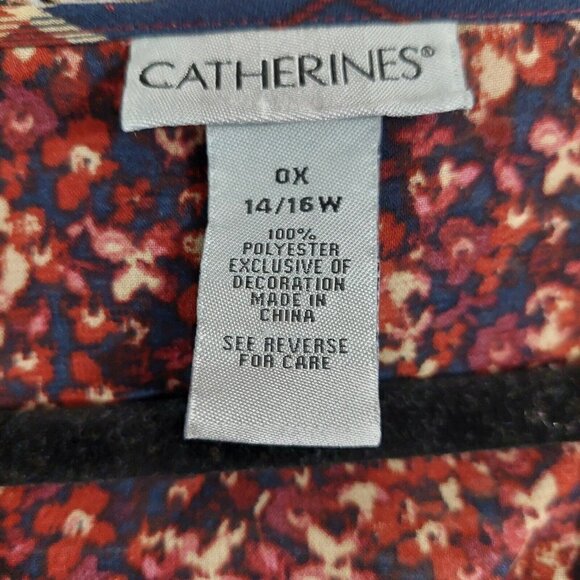 CATHERINES®
0X
14/16W
100%
POLYESTER
EXCLUSIVE OF
DECORATION
MADE IN
CHINA
SEE REVERSE
FOR CARE